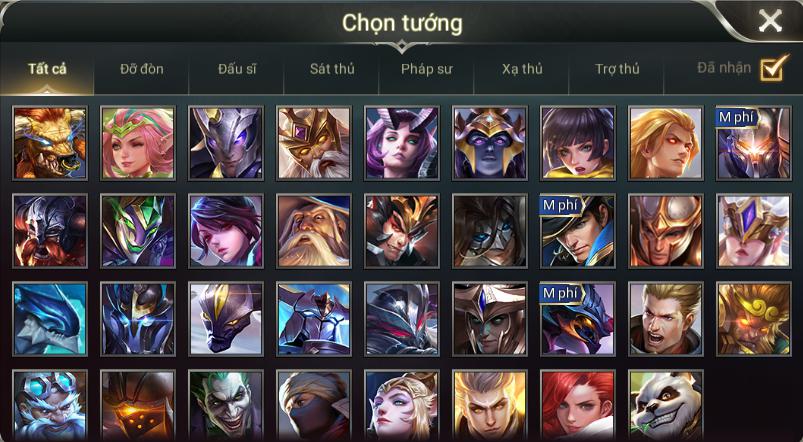 Chọn tướng
Tất cả
Đỡ đòn
Đấu sĩ
Sát thủ
Pháp sư
Xạ thủ
Trợ thủ
Đã nhận
M phí
M phí
M phí